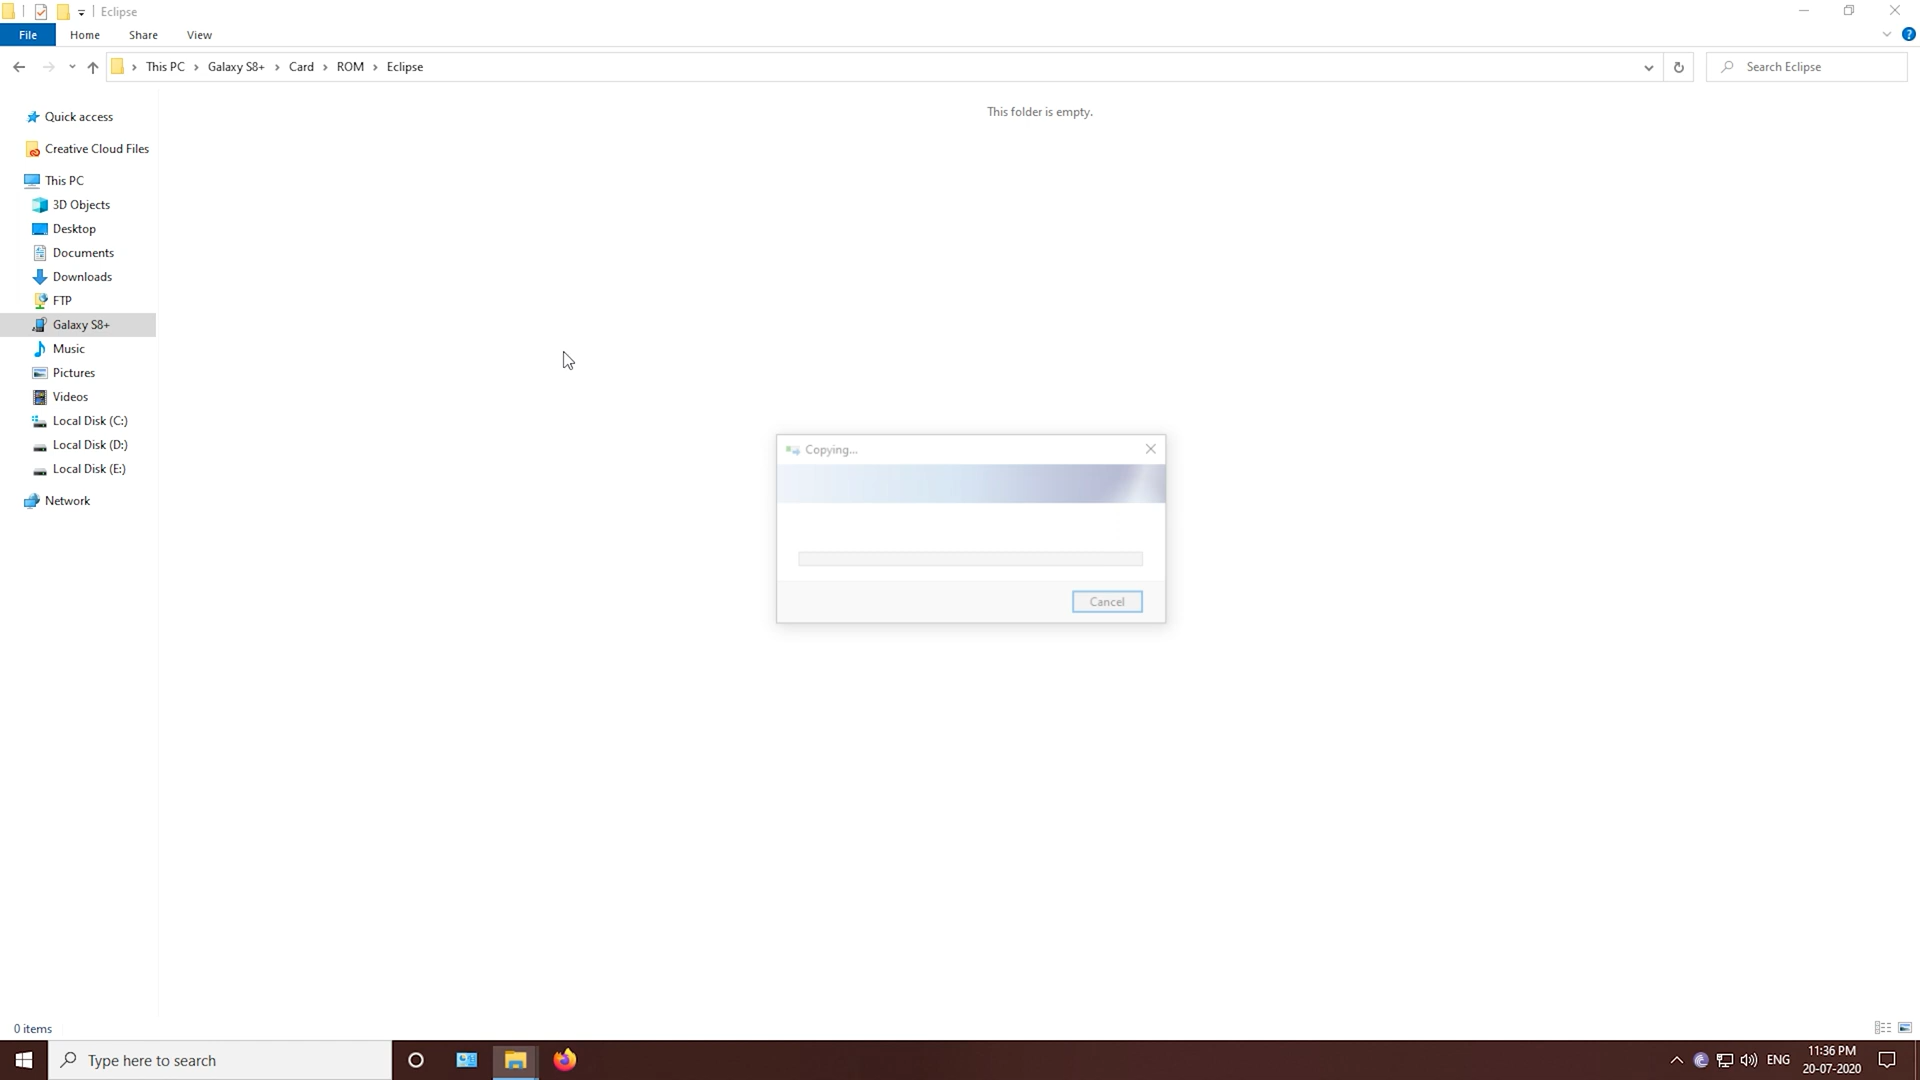 Eclipse
File Home Share View
This PC Galaxy S8+ Card ROM Eclipse
Search Eclipse
This folder is empty.
Quick access
Creative Cloud Files
This PC
3D Objects
Desktop
Documents
Downloads
FTP
Galaxy S8+
Music
Pictures
Videos
Local Disk (C:)
Local Disk (D:)
Local Disk (E:)
Network
Copying...
Cancel
0 items
Type here to search
ENG
11:36 PM
20-07-2020